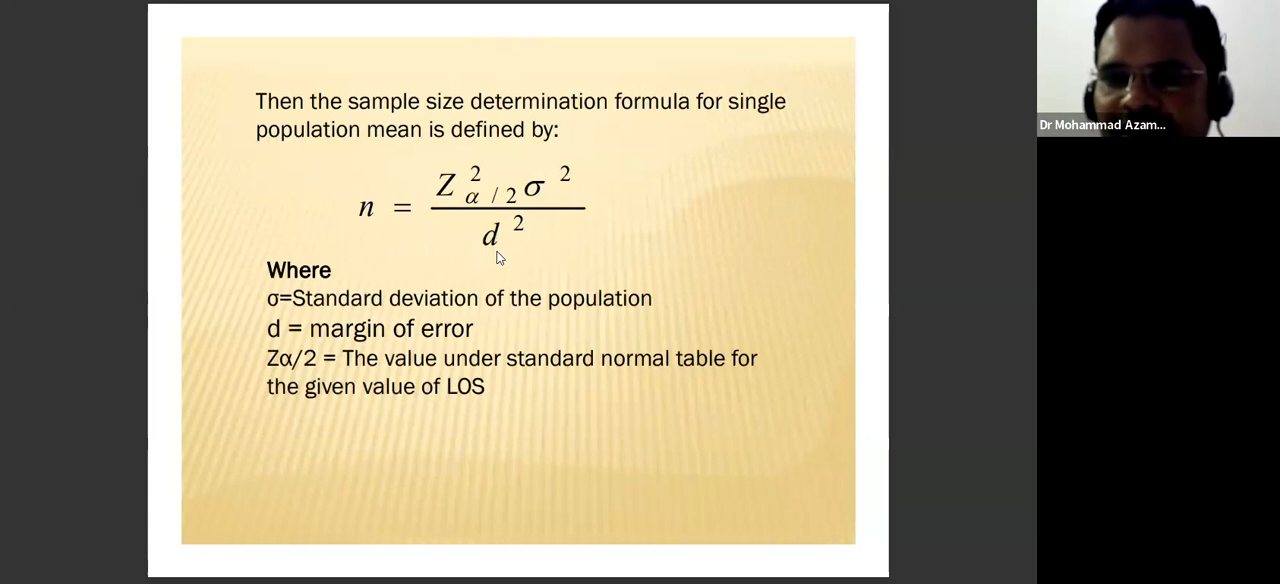 Then the sample size determination formula for single
population mean is defined by:
n = Z²α/2 σ² / d²
Where
σ=Standard deviation of the population
d = margin of error
Zα/2 = The value under standard normal table for
the given value of LOS
Dr Mohammad Azam...